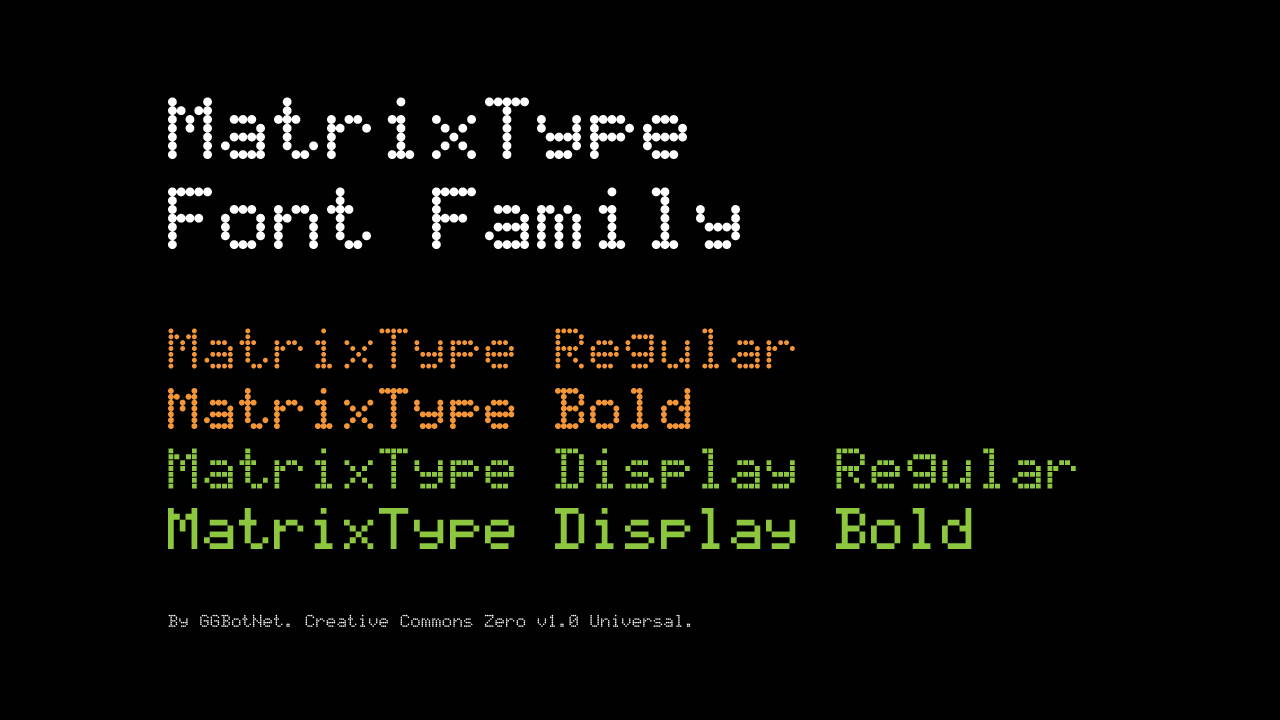 MatrixType
Font Family
MatrixType Regular
MatrixType Bold
MatrixType Display Regular
MatrixType Display Bold
By GGBotNet. Creative Commons Zero v1.0 Universal.